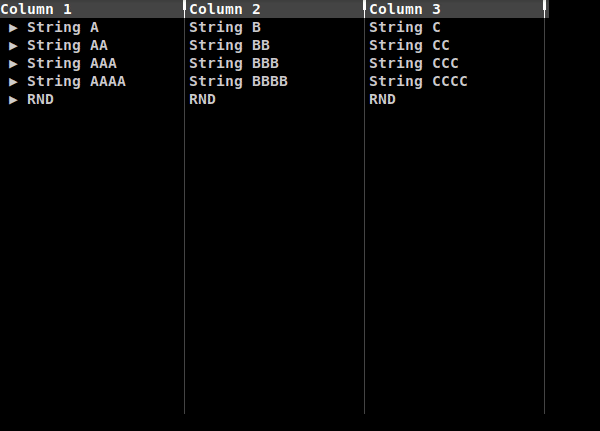 Column 1 Column 2 Column 3
▶ String A String B String C
▶ String AA String BB String CC
▶ String AAA String BBB String CCC
▶ String AAAA String BBBB String CCCC
▶ RND RND RND